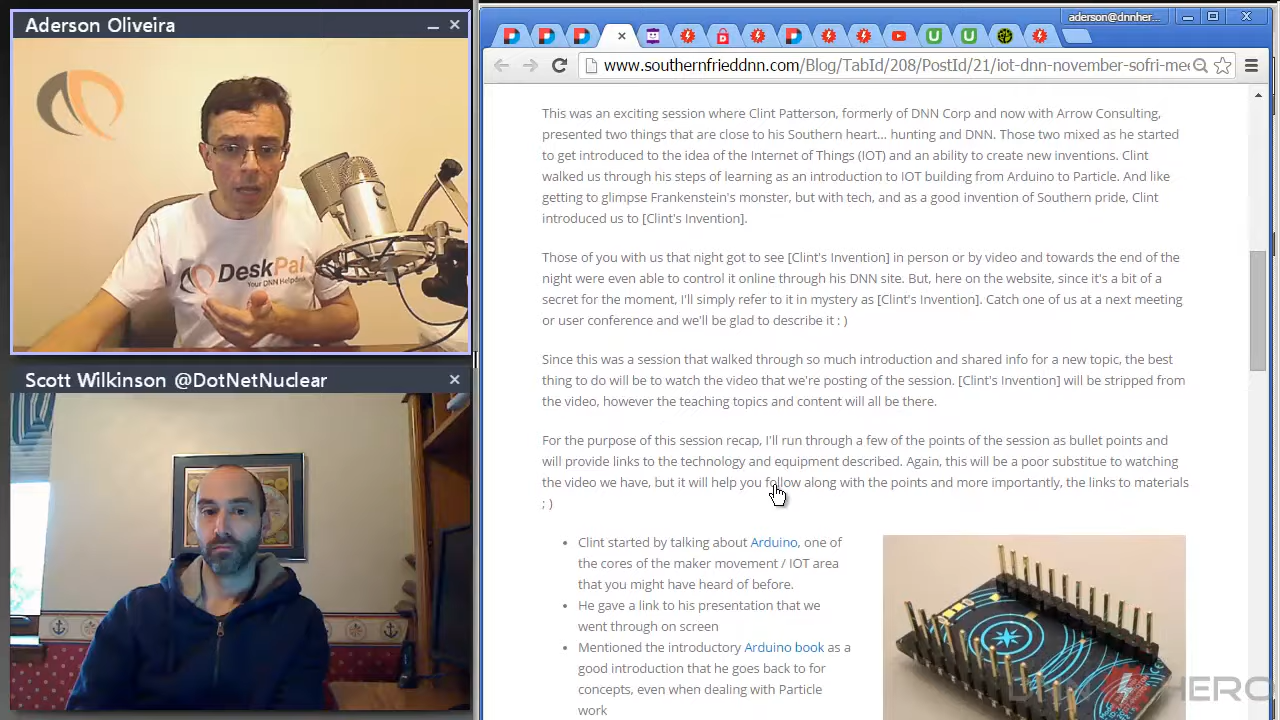 Aderson Oliveira
DeskPal
Your DNN Helpdesk
Scott Wilkinson @DotNetNuclear
aderson@dnnher...
www.southernfrieddnn.com/Blog/TabId/208/PostId/21/iot-dnn-november-sofri-mee
This was an exciting session where Clint Patterson, formerly of DNN Corp and now with Arrow Consulting,
presented two things that are close to his Southern heart... hunting and DNN. Those two mixed as he started
to get introduced to the idea of the Internet of Things (IOT) and an ability to create new inventions. Clint
walked us through his steps of learning as an introduction to IOT building from Arduino to Particle. And like
getting to glimpse Frankenstein's monster, but with tech, and as a good invention of Southern pride, Clint
introduced us to [Clint's Invention].
Those of you with us that night got to see [Clint's Invention] in person or by video and towards the end of the
night were even able to control it online through his DNN site. But, here on the website, since it's a bit of a
secret for the moment, I'll simply refer to it in mystery as [Clint's Invention]. Catch one of us at a next meeting
or user conference and we'll be glad to describe it : )
Since this was a session that walked through so much introduction and shared info for a new topic, the best
thing to do will be to watch the video that we're posting of the session. [Clint's Invention] will be stripped from
the video, however the teaching topics and content will all be there.
For the purpose of this session recap, I'll run through a few of the points of the session as bullet points and
will provide links to the technology and equipment described. Again, this will be a poor substitue to watching
the video we have, but it will help you follow along with the points and more importantly, the links to materials
; )
• Clint started by talking about Arduino, one of
the cores of the maker movement / IOT area
that you might have heard of before.
• He gave a link to his presentation that we
went through on screen
• Mentioned the introductory Arduino book as a
good introduction that he goes back to for
concepts, even when dealing with Particle
work
DNN HERO